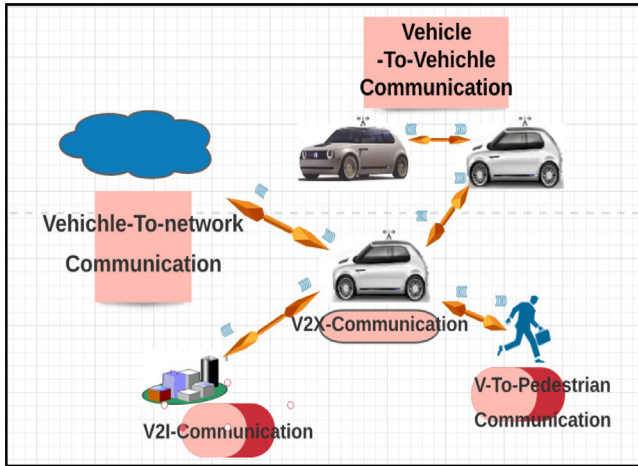 Vehicle
-To-Vehichle
Communication
Vehichle-To-network
Communication
V2X-Communication
V-To-Pedestrian
Communication
V2I-Communication